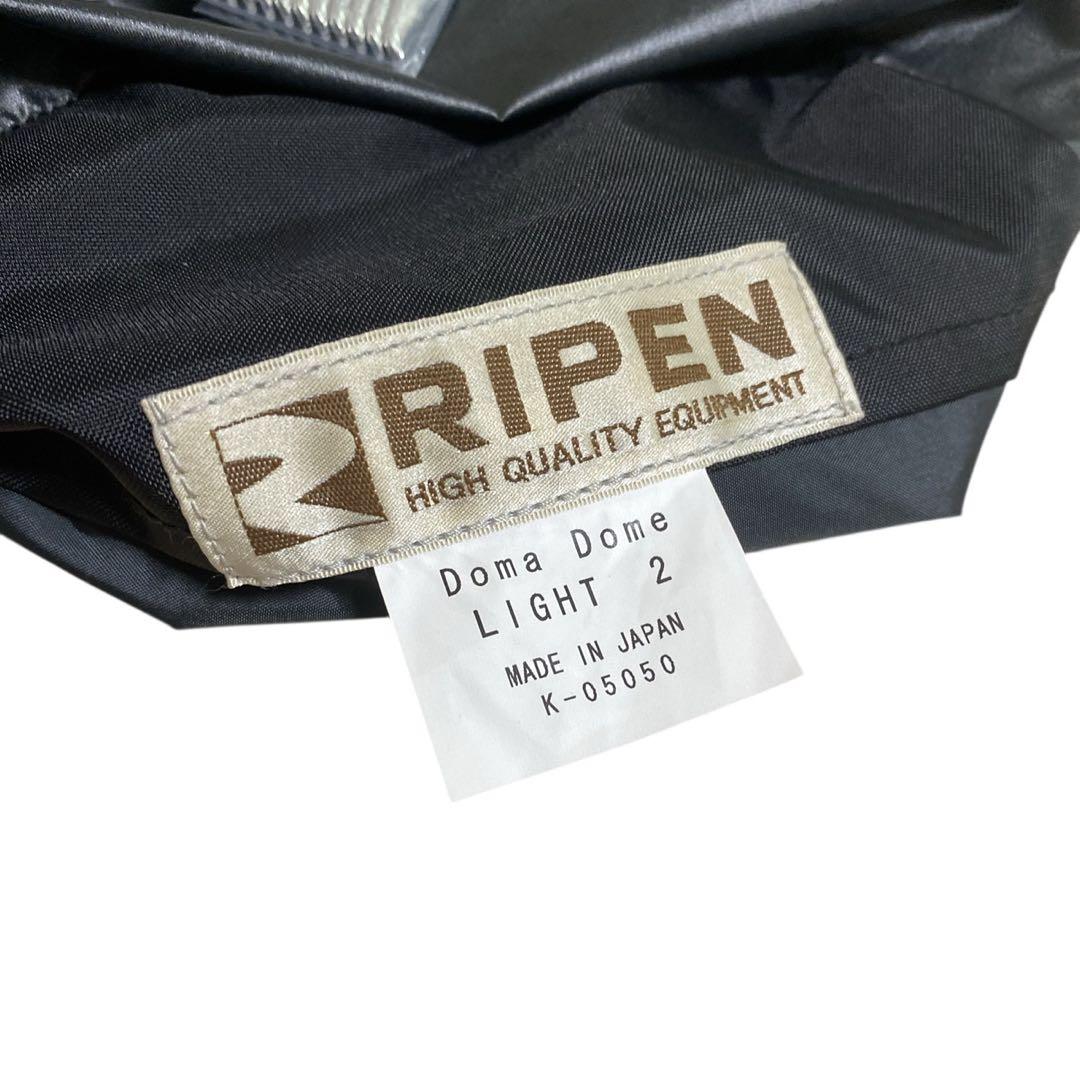 RIPEN
HIGH QUALITY EQUIPMENT
Doma Dome
LIGHT 2
MADE IN JAPAN
K-05050